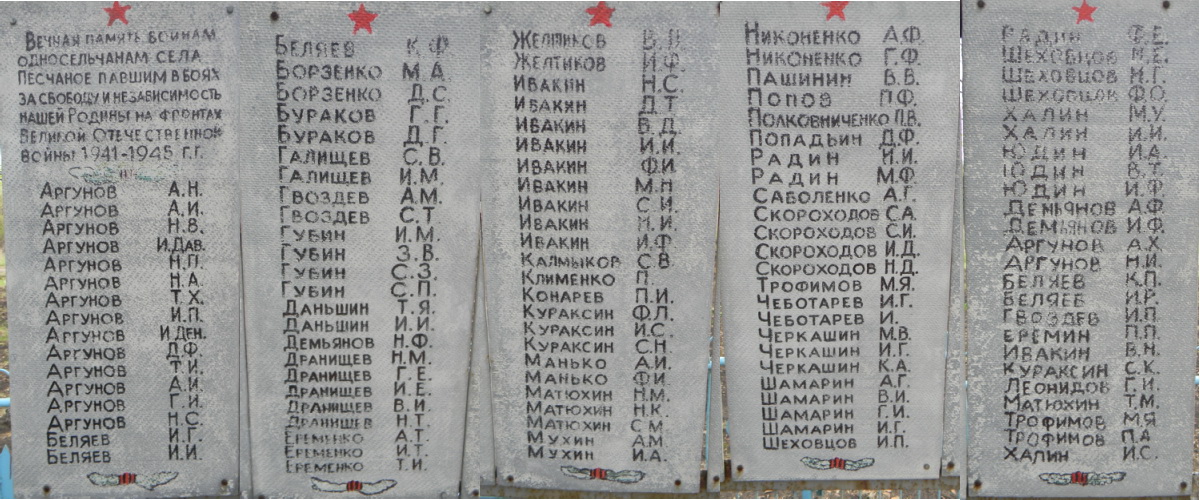 Вечная память воинам
односельчанам села
Песчаное павшим в боях
за свободу и независимость
нашей Родины на фронтах
Великой Отечественной
войны 1941-1945 г.г.
Аргунов А.Н.
Аргунов А.И.
Аргунов Н.В.
Аргунов И.Дав.
Аргунов Н.П.
Аргунов Н.А.
Аргунов Т.Х.
Аргунов И.П.
Аргунов И.Ден.
Аргунов Д.Ф.
Аргунов Т.И.
Аргунов А.И.
Аргунов Г.И.
Аргунов Н.С.
Беляев И.Г.
Беляев И.И.
Беляев К.Ф.
Борзенко М.А.
Борзенко Д.С.
Бураков Г.Г.
Бураков Д.Г.
Галищев С.В.
Галищев И.М.
Гвоздев А.М.
Гвоздев С.Т
Губин И.М.
Губин З.В.
Губин С.З.
Губин С.П.
Даньшин Т.Я.
Даньшин И.И.
Демьянов Н.Ф.
Дранищев Н.М.
Дранищев Г.Е.
Дранищев И.Е.
Дранищев В.И.
Дранищев Н.Т.
Еременко А.Т.
Еременко И.Т.
Еременко Т.И.
Желтиков
Желтиков И.Ф.
Ивакин Н.С.
Ивакин Д.Т
Ивакин В.Д.
Ивакин И.И.
Ивакин Ф.И.
Ивакин М.Н
Ивакин С.И.
Ивакин
Ивакин И.Ф.
Калмыков С.В
Клименко П.
Конарев П.И.
Кураксин Ф.Л.
Кураксин И.С.
Кураксин С.Н.
Манько А.И.
Манько Ф.И.
Матюхин Н.М.
Матюхин Н.К.
Матюхин С.М.
Мухин А.М.
Мухин И.А.
Никоненко А.Ф.
Никоненко Г.Ф.
Пашинин В.В.
Попов П.Ф.
Полковниченко П.В.
Попадьин Д.Ф.
Радин Н.И.
Радин М.Ф.
Саволенко А.Г.
Скороходов С.А.
Скороходов С.И.
Скороходов И.Д.
Скороходов Н.Д.
Трофимов М.Я.
Чеботарев И.Г.
Чеботарев И.
Черкашин М.В.
Черкашин И.Г.
Черкашин К.А.
Шамарин А.Г.
Шамарин В.И.
Шамарин Г.И.
Шамарин И.Г.
Шеховцов И.П.
Радин Ф.Е.
Шеховцов
Шеховцов Н.Г.
Шеховцов Ф.О.
Халин М.У.
Халин И.И.
Юдин И.А.
Юдин В.Т.
Юдин И.Ф.
Демьянов А.Ф.
Демьянов И.Ф.
Аргунов А.Х.
Аргунов Н.И.
Беляев К.П.
Беляев И.Р.
Гвоздев И.П.
Еремин П.П.
Ивакин В.Н.
Кураксин С.К.
Леонидов Г.И.
Матюхин Т.М.
Трофимов М.Я
Трофимов П.А
Халин И.С.